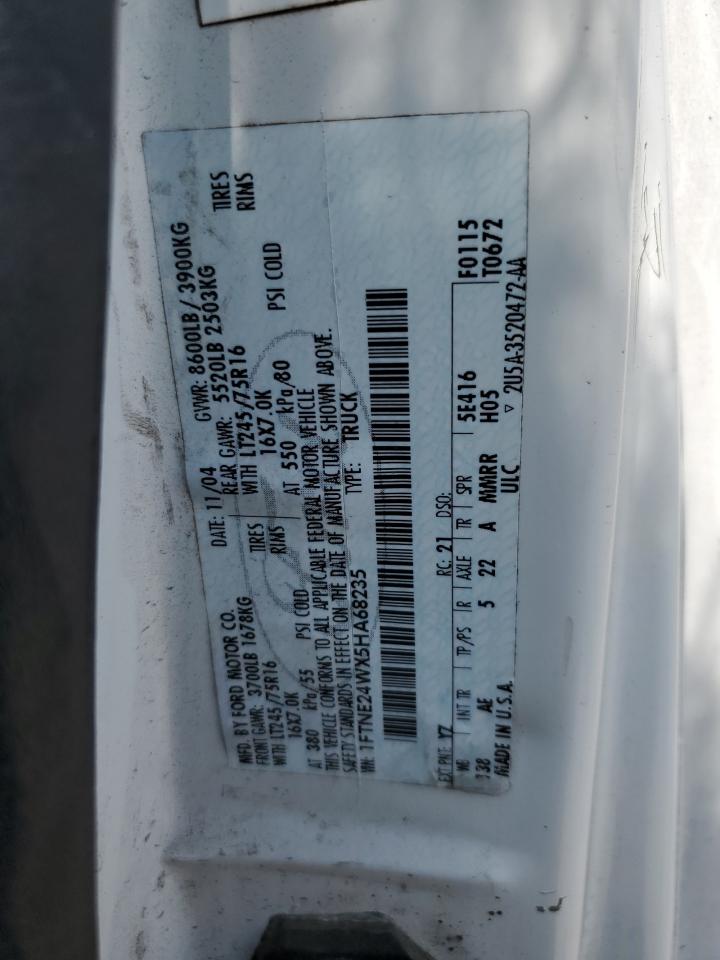 MFD. BY FORD MOTOR CO.
DATE: 11/04 GVWR: 8600LB / 3900KG
FRONT GAWR: 3700LB 1678KG REAR GAWR: 5520LB 2503KG
WITH LT245/75R16 TIRES WITH LT245/75R16 TIRES
16X7.0K RIMS 16X7.0K RIMS
AT 380 kPa/55 PSI COLD AT 550 kPa/80 PSI COLD
THIS VEHICLE CONFORMS TO ALL APPLICABLE FEDERAL MOTOR VEHICLE
SAFETY STANDARDS IN EFFECT ON THE DATE OF MANUFACTURE SHOWN ABOVE.
VIN: 1FTNE24WX5HA68235 TYPE: TRUCK
EXT PNT: YZ RC: 21 DSO:
WB INT TR TP/PS R AXLE TR SPR 5E416 F0115
138 AE 5 22 A MMRR H05 T0672
MADE IN U.S.A. ULC ▽ 2U5A-3520472-AA